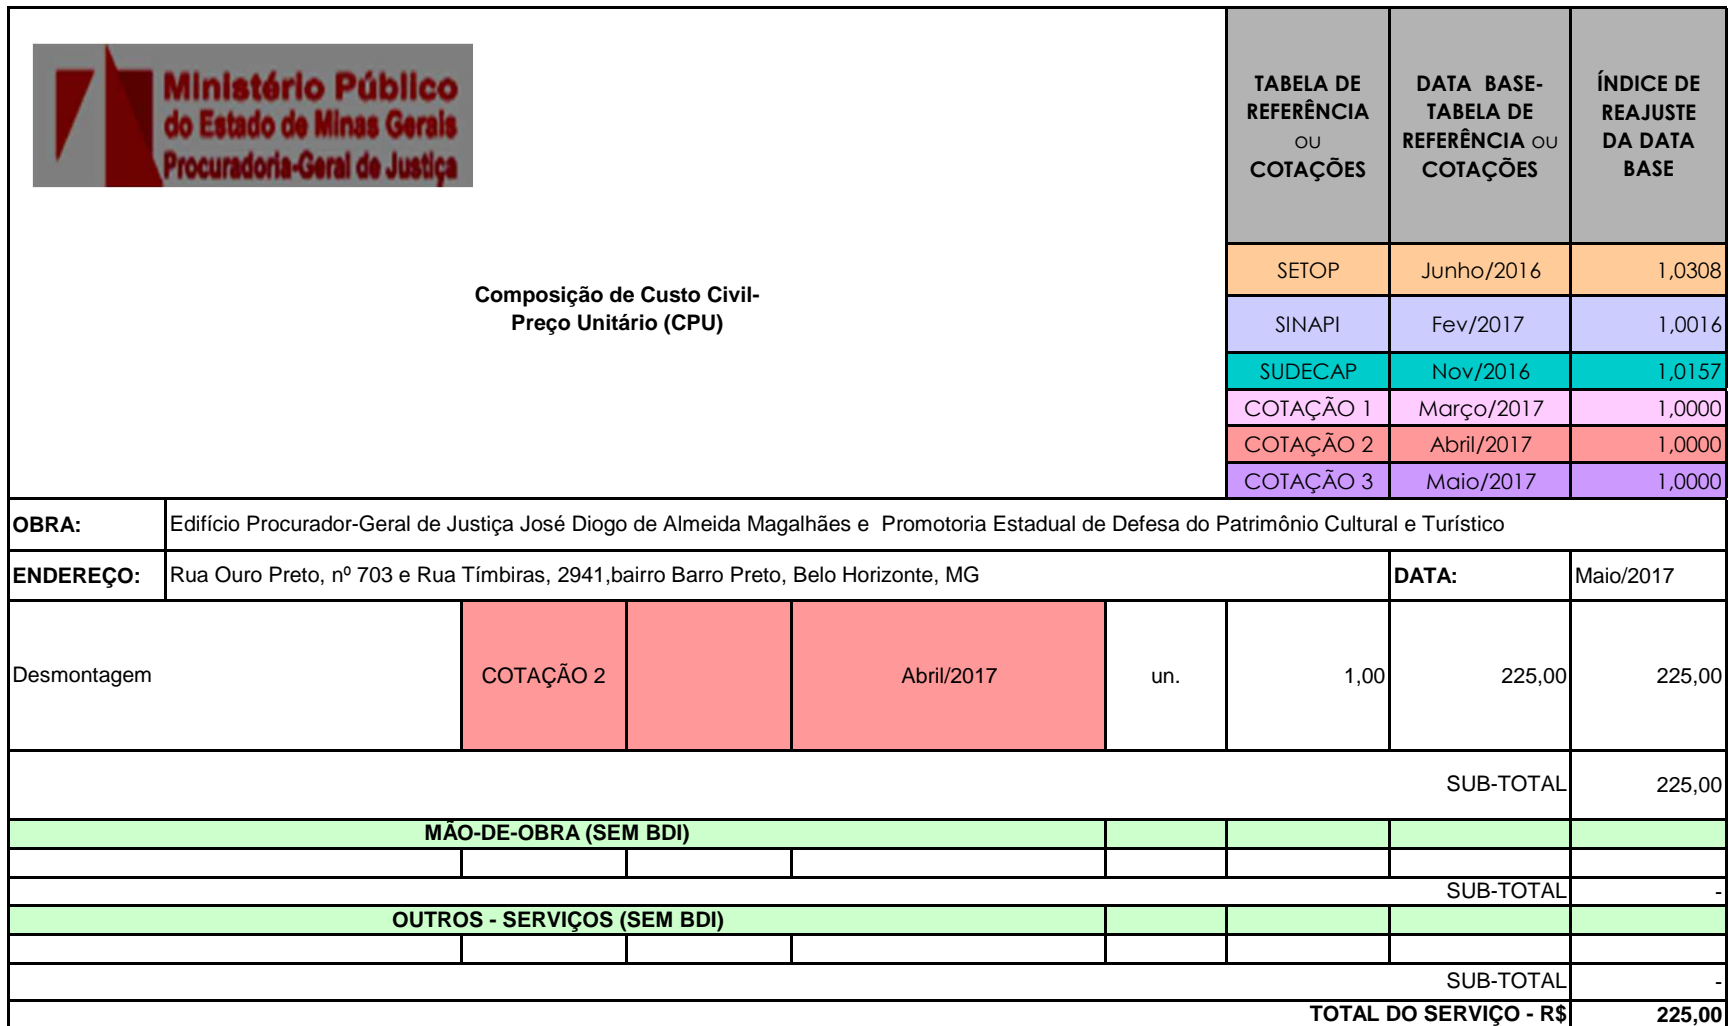 Ministério Público
do Estado de Minas Gerais
Procuradoria-Geral de Justiça
Composição de Custo Civil-
Preço Unitário (CPU)
TABELA DE
REFERÊNCIA
OU
COTAÇÕES
DATA BASE-
TABELA DE
REFERÊNCIA OU
COTAÇÕES
ÍNDICE DE
REAJUSTE
DA DATA
BASE
SETOP Junho/2016 1,0308
SINAPI Fev/2017 1,0016
SUDECAP Nov/2016 1,0157
COTAÇÃO 1 Março/2017 1,0000
COTAÇÃO 2 Abril/2017 1,0000
COTAÇÃO 3 Maio/2017 1,0000
OBRA: Edifício Procurador-Geral de Justiça José Diogo de Almeida Magalhães e Promotoria Estadual de Defesa do Patrimônio Cultural e Turístico
ENDEREÇO: Rua Ouro Preto, nº 703 e Rua Tímbiras, 2941,bairro Barro Preto, Belo Horizonte, MG DATA: Maio/2017
Desmontagem COTAÇÃO 2 Abril/2017 un. 1,00 225,00 225,00
SUB-TOTAL 225,00
MÃO-DE-OBRA (SEM BDI)
SUB-TOTAL -
OUTROS - SERVIÇOS (SEM BDI)
SUB-TOTAL -
TOTAL DO SERVIÇO - R$ 225,00